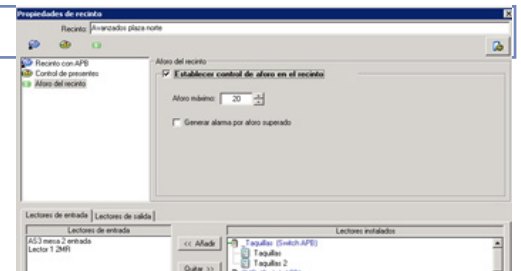 Propiedades de recinto
Recinto: Avanzados plaza norte
Recinto con APB
Control de presentes
Aforo del recinto
Aforo del recinto
Establecer control de aforo en el recinto
Aforo máximo: 20
Generar alarma por aforo superado
Lectores de entrada Lectores de salida
Lectores de entrada
AS3 mesa 2 entrada
Lector 1 2MR
<< Añadir
Quitar >>
Lectores instalados
Taquillas (Switch APB)
Taquillas
Taquillas 2